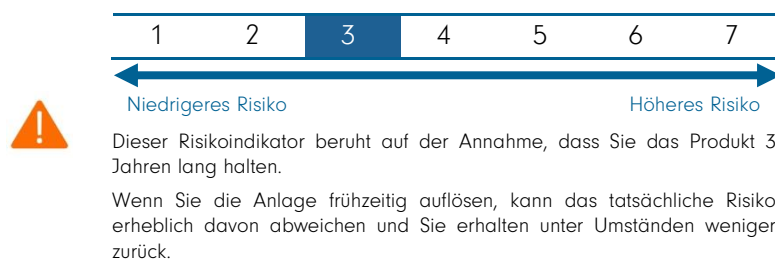 1 2 3 4 5 6 7
Niedrigeres Risiko Höheres Risiko
Dieser Risikoindikator beruht auf der Annahme, dass Sie das Produkt 3
Jahren lang halten.
Wenn Sie die Anlage frühzeitig auflösen, kann das tatsächliche Risiko
erheblich davon abweichen und Sie erhalten unter Umständen weniger
zurück.